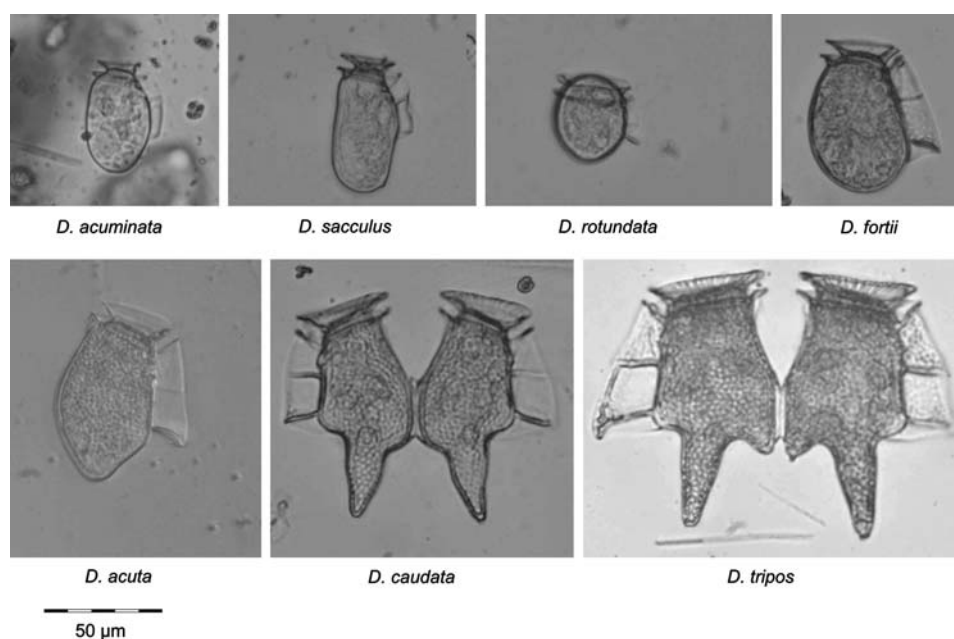 D. acuminata
D. sacculus
D. rotundata
D. fortii
D. acuta
D. caudata
D. tripos
50 µm